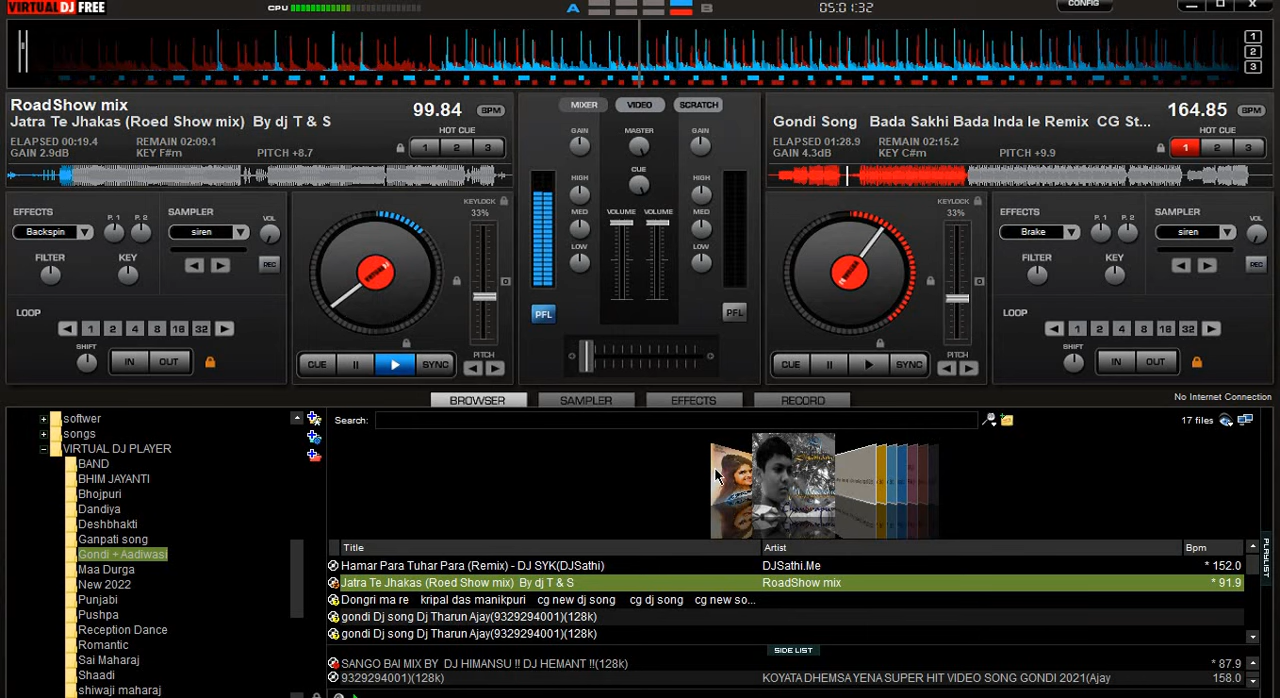 VIRTUAL DJ FREE
CPU
A
B
05:01:32
CONFIG
1
2
3
RoadShow mix
99.84 BPM
Jatra Te Jhakas (Roed Show mix) By dj T & S
ELAPSED 00:19.4 REMAIN 02:09.1
GAIN 2.9dB KEY F#m PITCH +8.7
HOT CUE
1 2 3
MIXER VIDEO SCRATCH
GAIN MASTER GAIN
HIGH CUE HIGH
MED VOLUME VOLUME MED
LOW LOW
PFL PFL
164.85 BPM
Gondi Song Bada Sakhi Bada Inda le Remix CG St...
ELAPSED 01:28.9 REMAIN 02:15.2
GAIN 4.3dB KEY C#m PITCH +9.9
HOT CUE
1 2 3
EFFECTS P. 1 P. 2 SAMPLER VOL
Backspin siren
FILTER KEY REC
LOOP
1 2 4 8 16 32
SHIFT IN OUT
KEYLOCK
33%
CUE SYNC PITCH
KEYLOCK
33%
CUE SYNC PITCH
EFFECTS P. 1 P. 2 SAMPLER VOL
Brake siren
FILTER KEY REC
LOOP
1 2 4 8 16 32
SHIFT IN OUT
BROWSER SAMPLER EFFECTS RECORD
No Internet Connection
Search: 17 files
softwer
songs
VIRTUAL DJ PLAYER
BAND
BHIM JAYANTI
Bhojpuri
Dandiya
Deshbhakti
Ganpati song
Gondi + Aadiwasi
Maa Durga
New 2022
Punjabi
Pushpa
Reception Dance
Romantic
Sai Maharaj
Shaadi
shiwaji maharaj
Title Artist Bpm
Hamar Para Tuhar Para (Remix) - DJ SYK(DJSathi) DJSathi.Me * 152.0
Jatra Te Jhakas (Roed Show mix) By dj T & S RoadShow mix * 91.9
Dongri ma re kripal das manikpuri cg new dj song cg dj song cg new so...
gondi Dj song Dj Tharun Ajay(9329294001)(128k)
gondi Dj song Dj Tharun Ajay(9329294001)(128k)
SIDE LIST
SANGO BAI MIX BY DJ HIMANSU !! DJ HEMANT !!(128k) * 87.9
9329294001)(128k) KOYATA DHEMSA YENA SUPER HIT VIDEO SONG GONDI 2021(Ajay 158.0
PLAYLIST